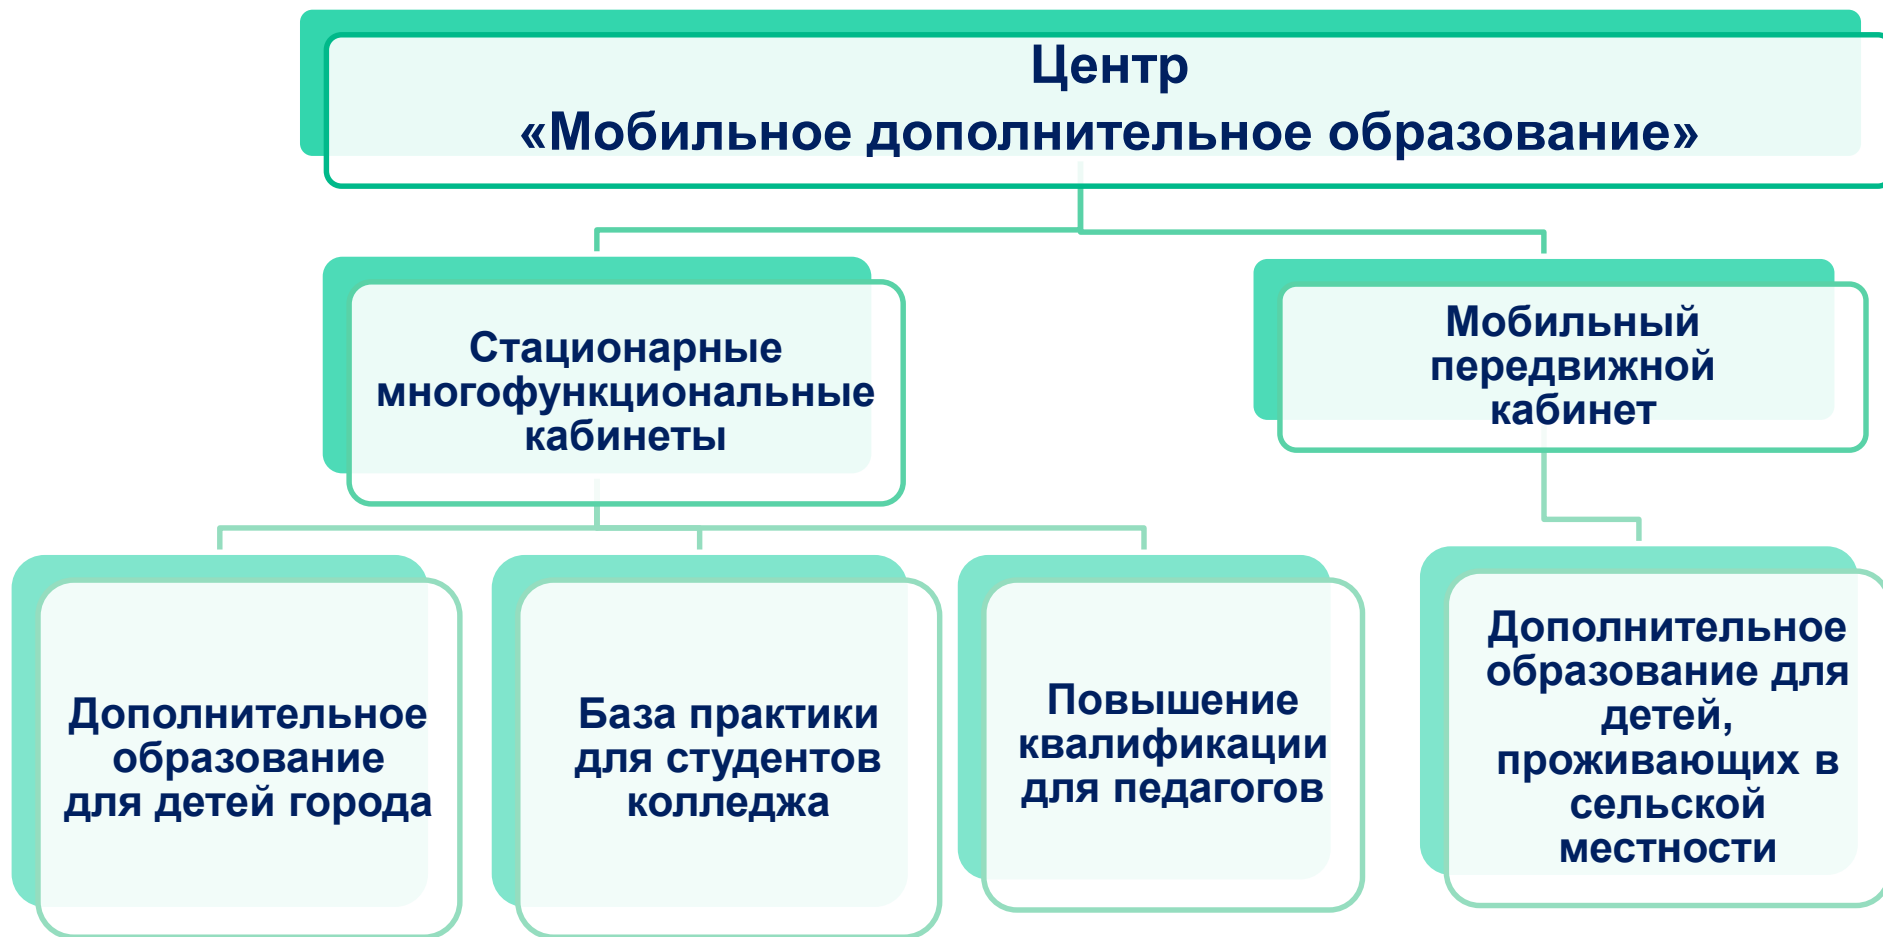 Центр
«Мобильное дополнительное образование»
Стационарные
многофункциональные
кабинеты
Мобильный
передвижной
кабинет
Дополнительное
образование
для детей города
База практики
для студентов
колледжа
Повышение
квалификации
для педагогов
Дополнительное
образование для
детей,
проживающих в
сельской
местности